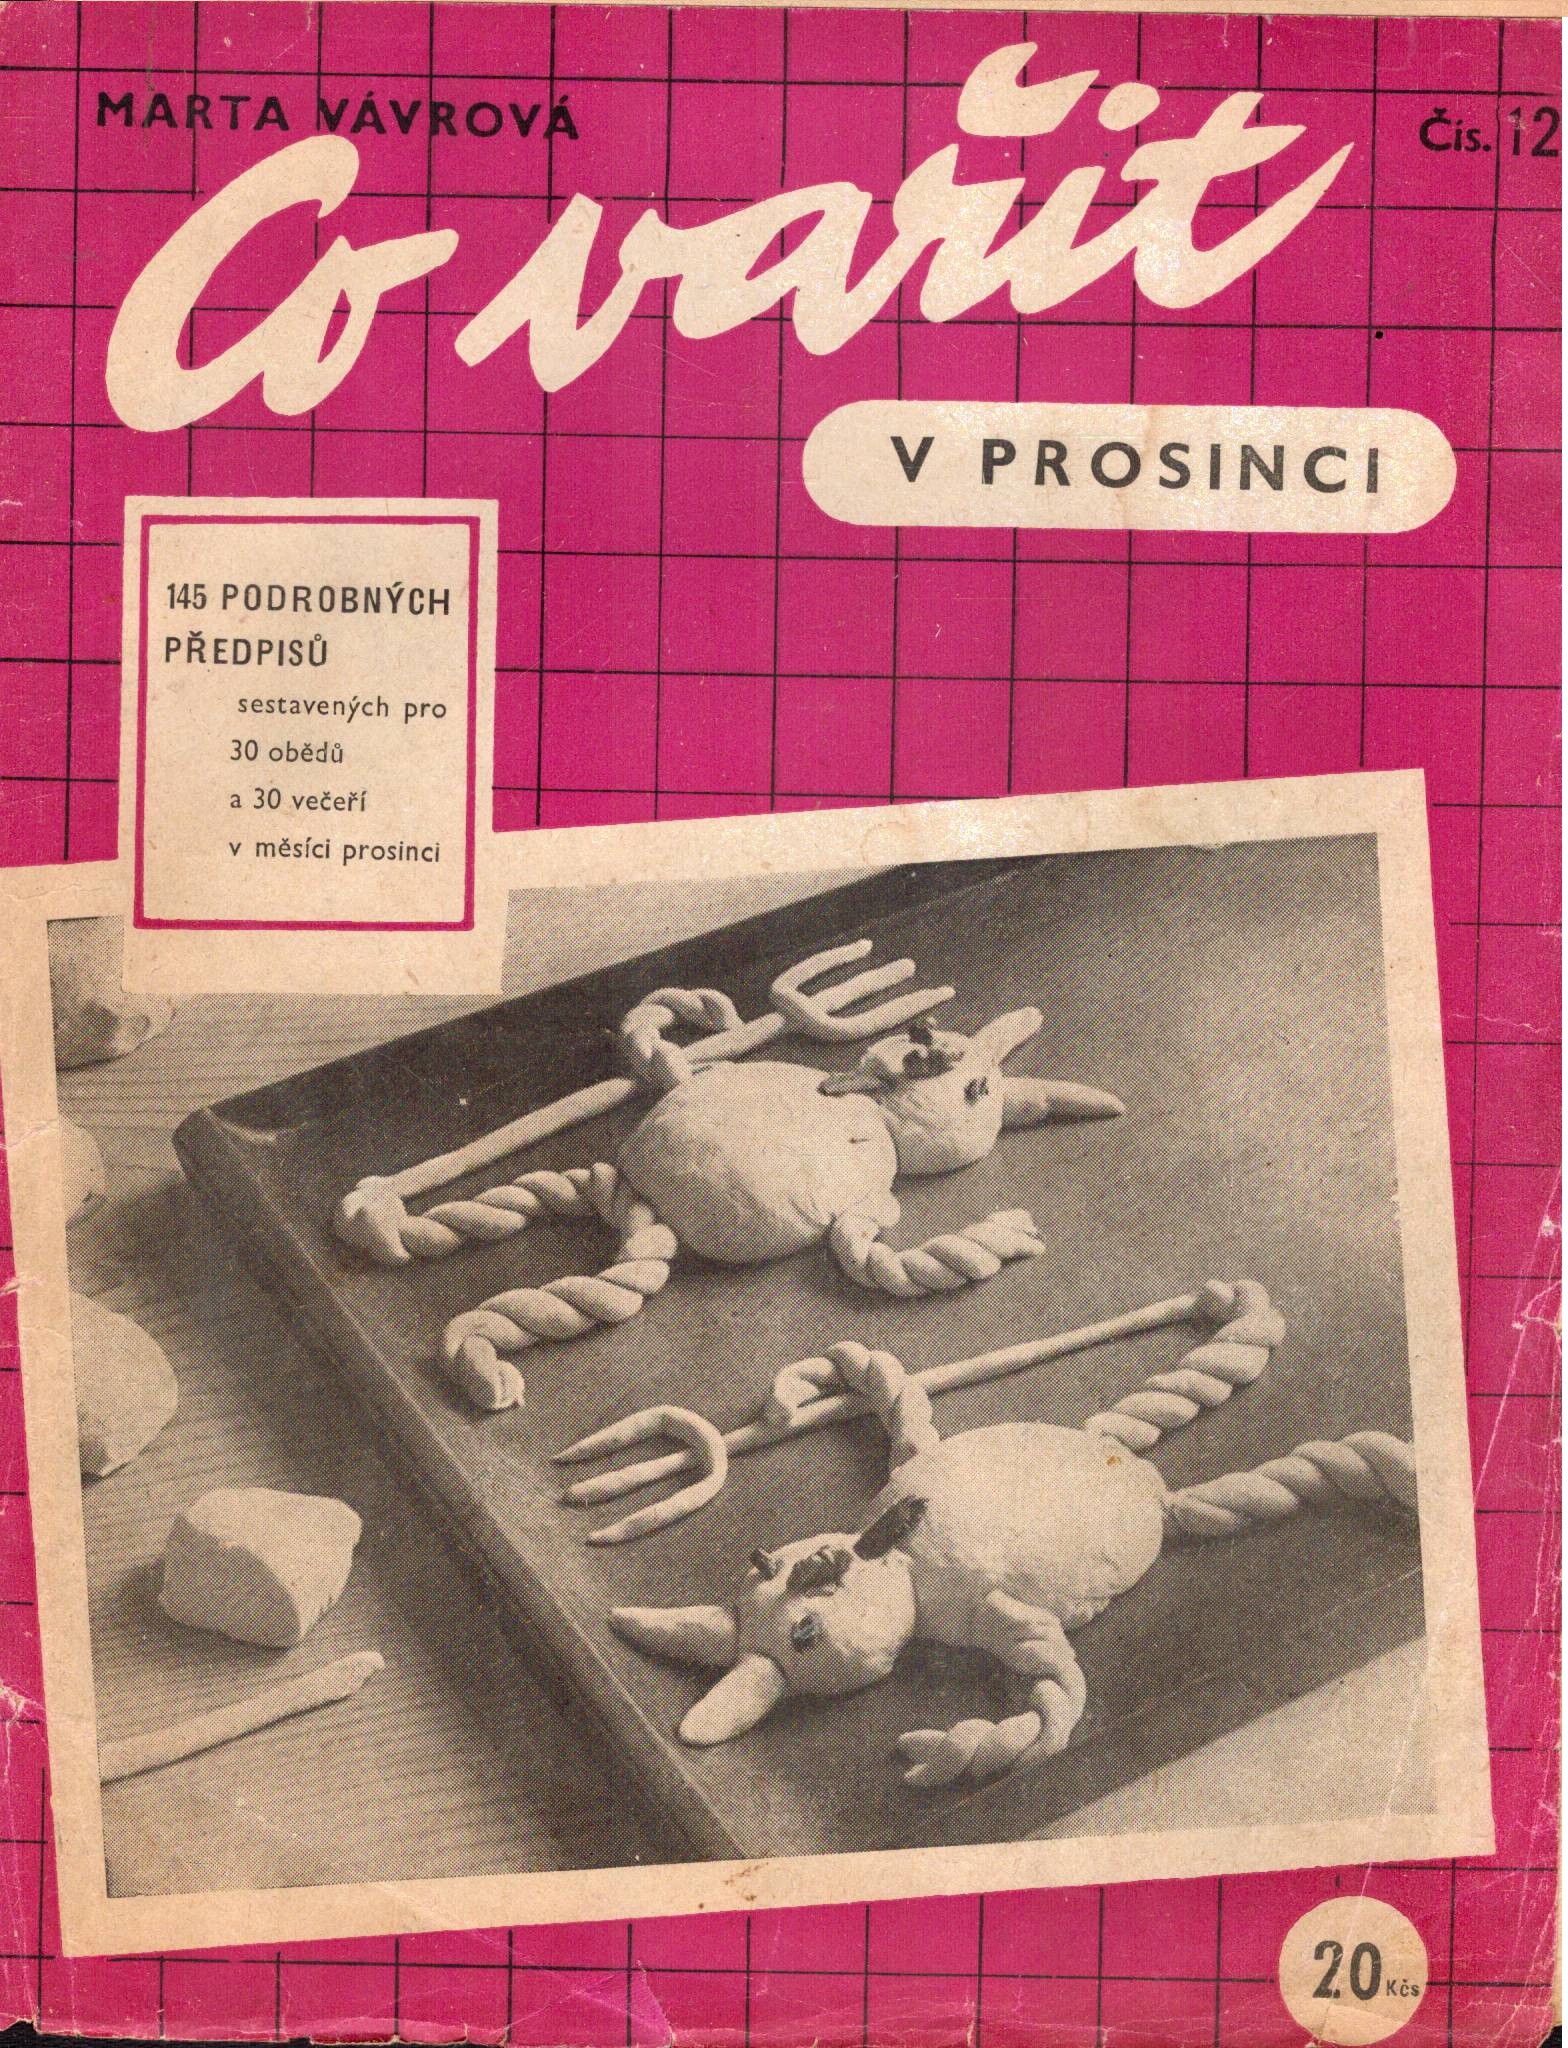 MARTA VÁVROVÁ
Čís. 12
Co vařit
V PROSINCI
145 PODROBNÝCH
PŘEDPISŮ
sestavených pro
30 obědů
a 30 večeří
v měsíci prosinci
20 Kčs